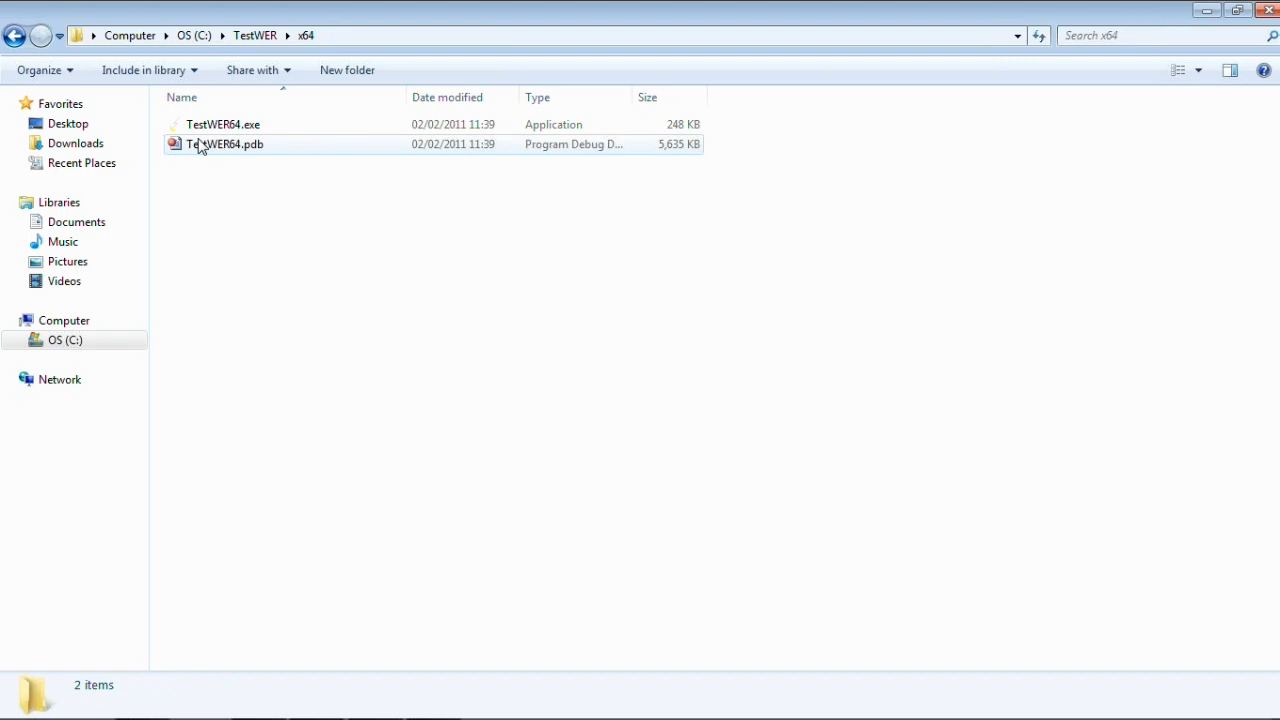 Computer OS (C:) TestWER x64
Search x64
Organize Include in library Share with New folder
Name Date modified Type Size
TestWER64.exe 02/02/2011 11:39 Application 248 KB
TestWER64.pdb 02/02/2011 11:39 Program Debug D... 5,635 KB
Favorites
Desktop
Downloads
Recent Places
Libraries
Documents
Music
Pictures
Videos
Computer
OS (C:)
Network
2 items